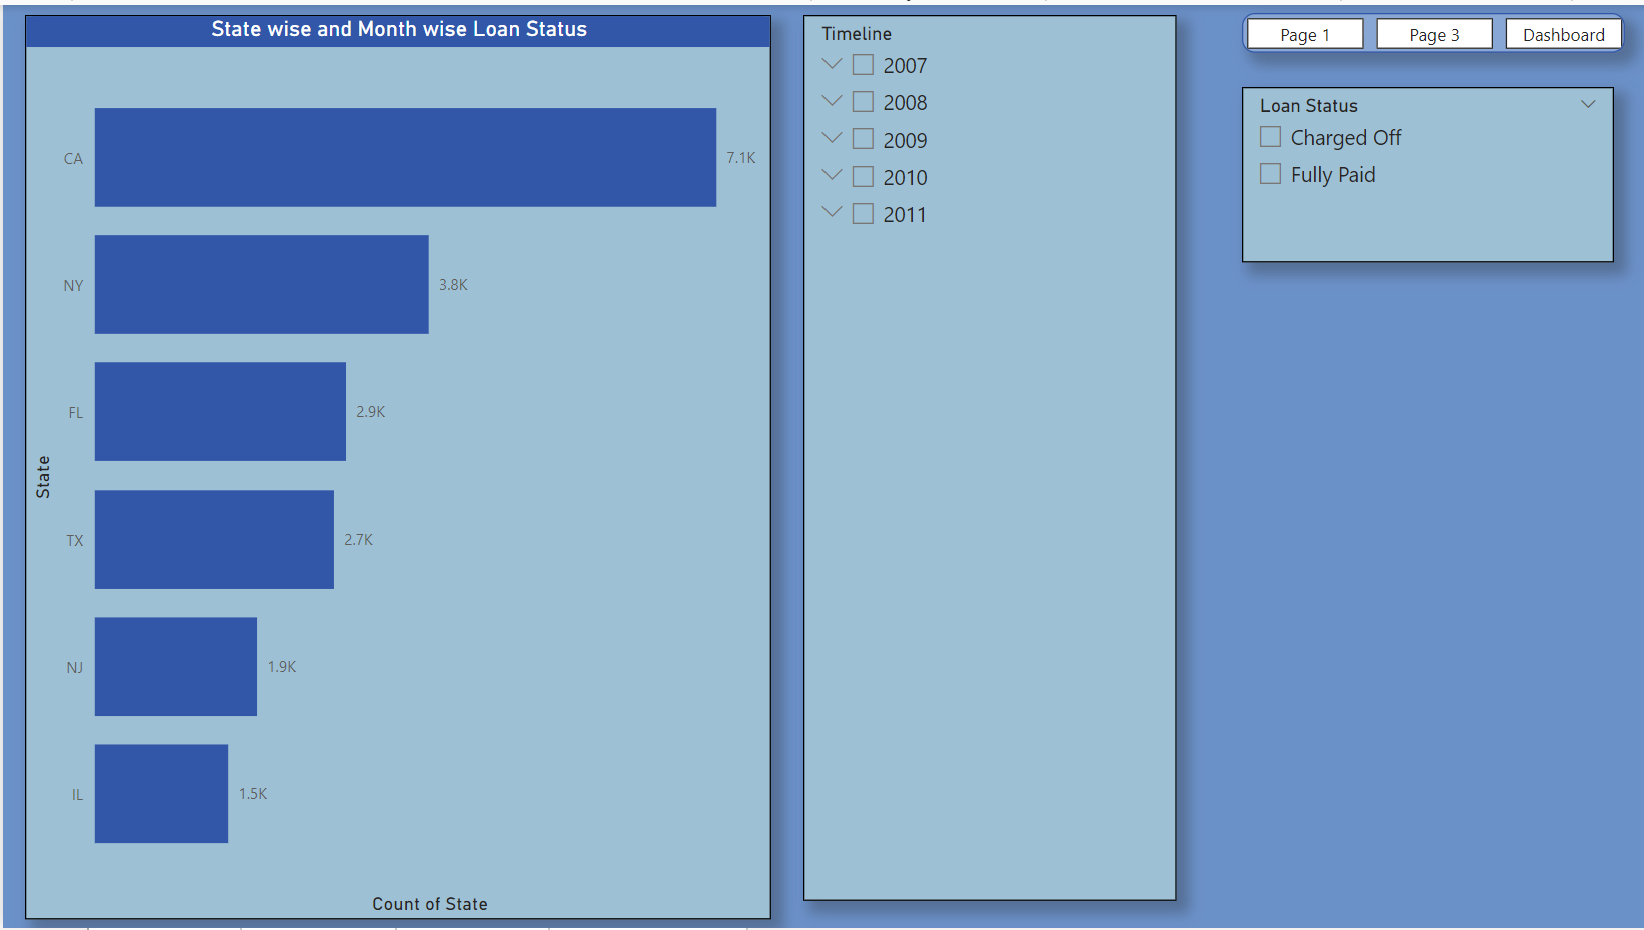 State wise and Month wise Loan Status
CA
7.1K
NY
3.8K
FL
2.9K
TX
2.7K
NJ
1.9K
IL
1.5K
State
Count of State
Timeline
2007
2008
2009
2010
2011
Page 1
Page 3
Dashboard
Loan Status
Charged Off
Fully Paid